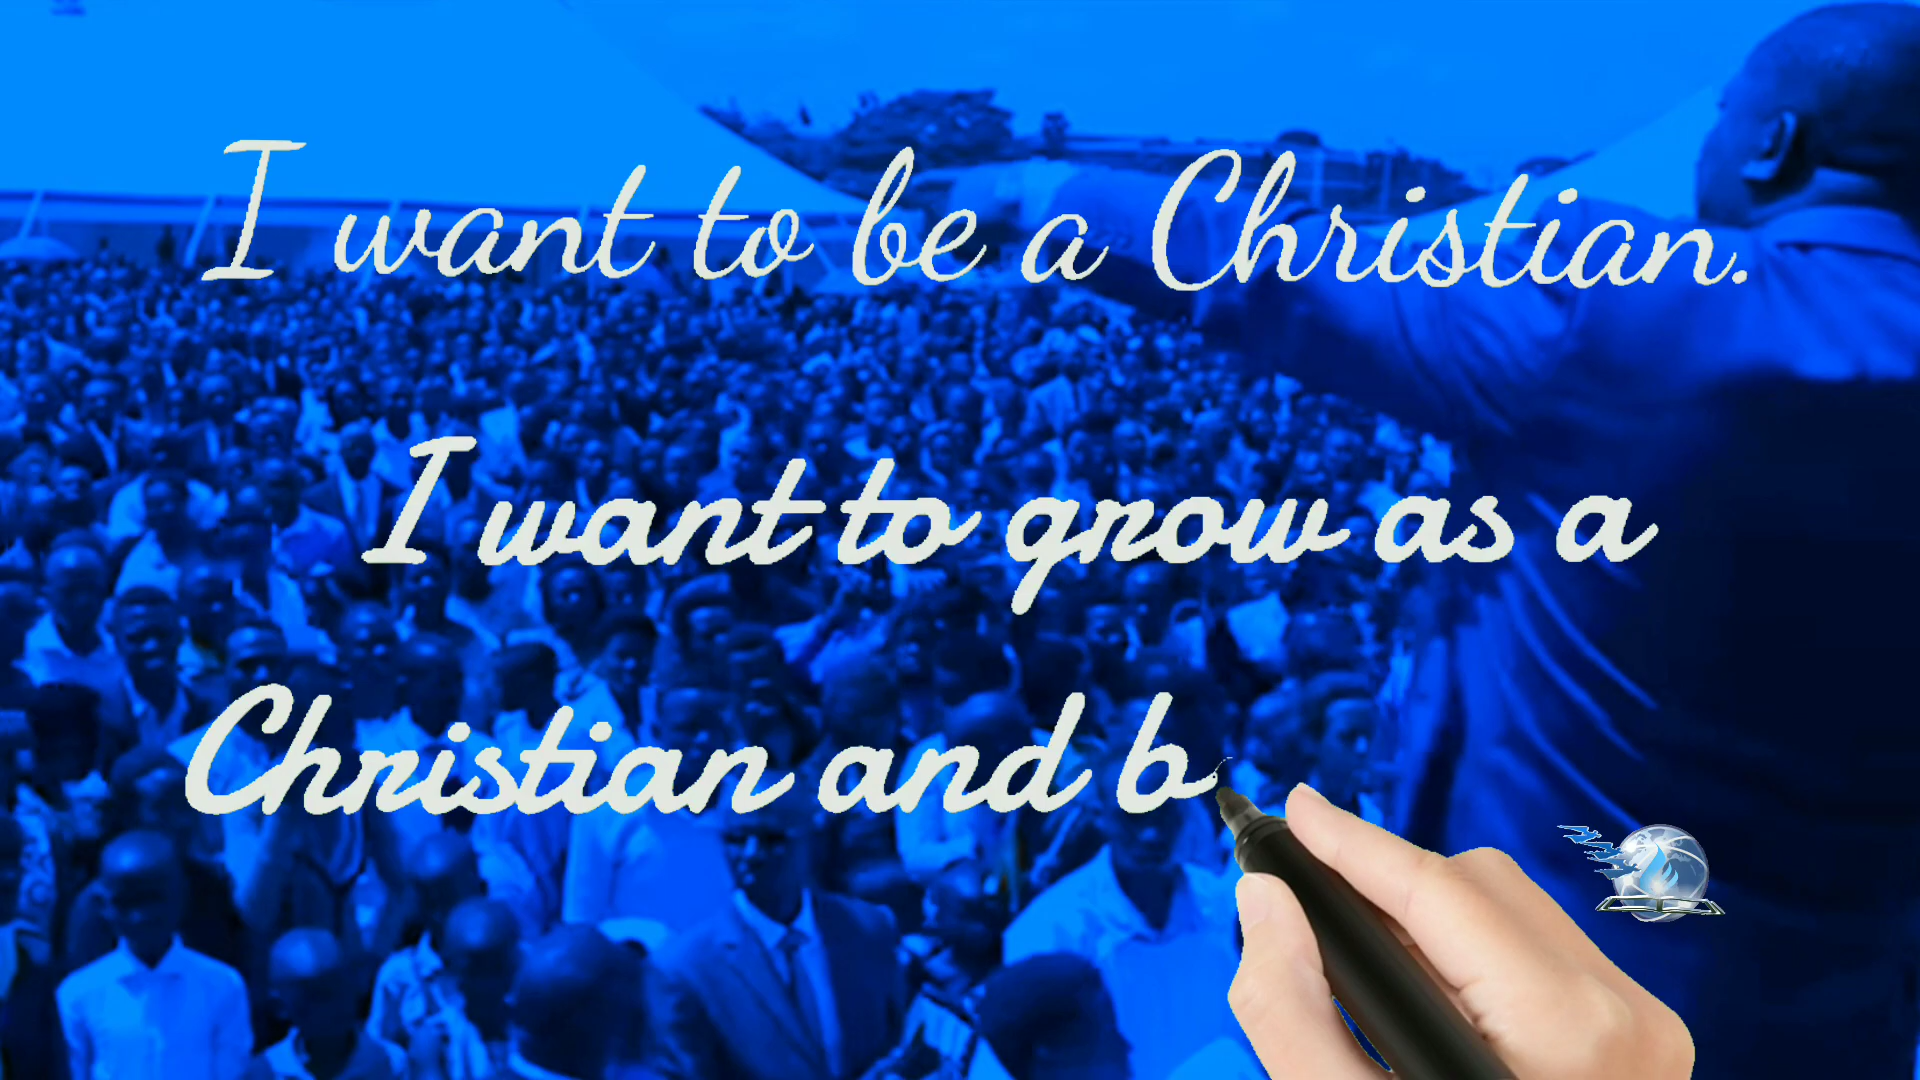 I want to be a Christian.
I want to grow as a
Christian and b